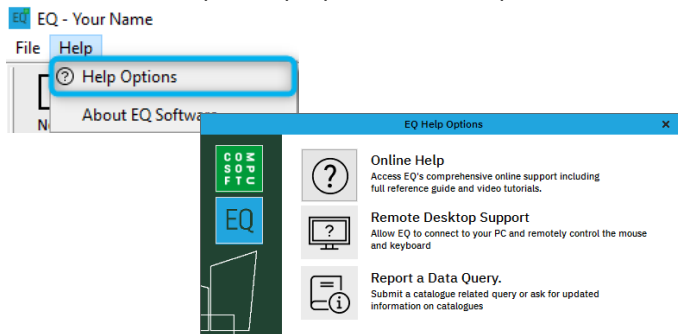 EQ EQ - Your Name
File Help
? Help Options
About EQ Software
EQ Help Options x
COM
SOP
FTC
EQ
? Online Help
Access EQ's comprehensive online support including
full reference guide and video tutorials.
? Remote Desktop Support
Allow EQ to connect to your PC and remotely control the mouse
and keyboard
i Report a Data Query.
Submit a catalogue related query or ask for updated
information on catalogues